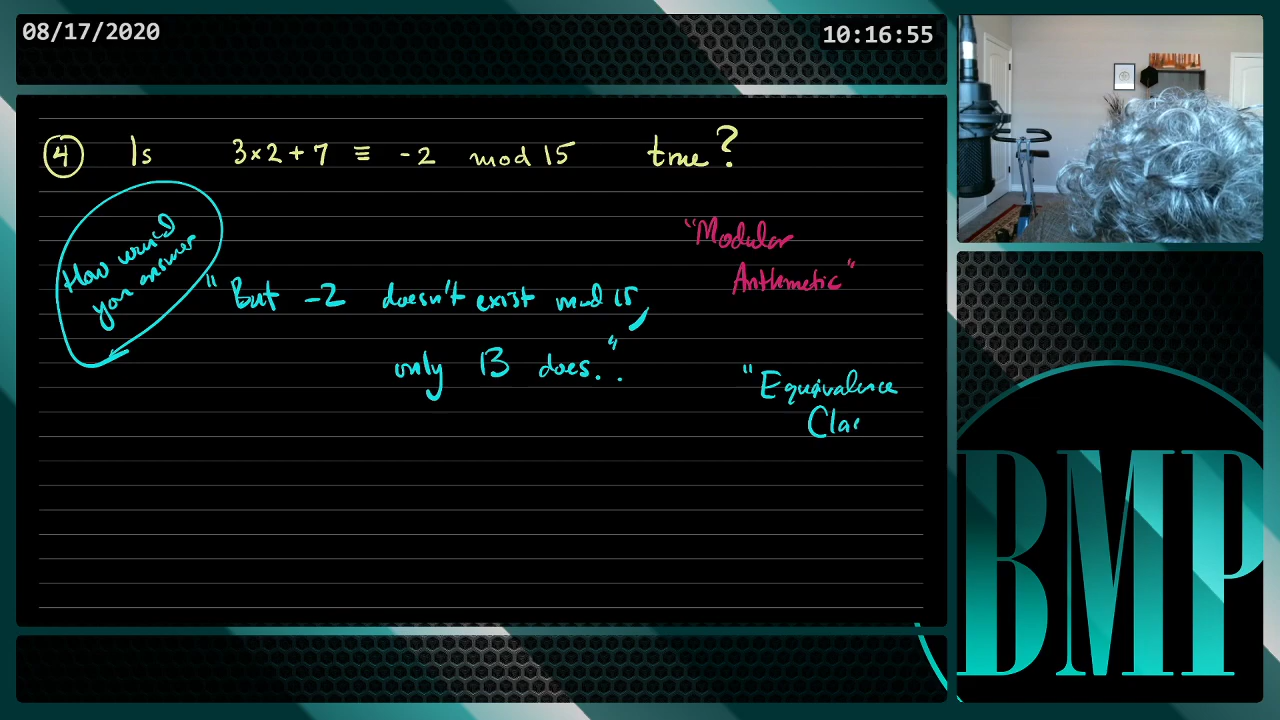 08/17/2020
10:16:55
4 Is 3×2+7 ≡ -2 mod 15 true?
How would
you answer
"Modular
Arithmetic"
"But -2 doesn't exist mod 15,
only 13 does."
"Equivalence
Clas
BMP